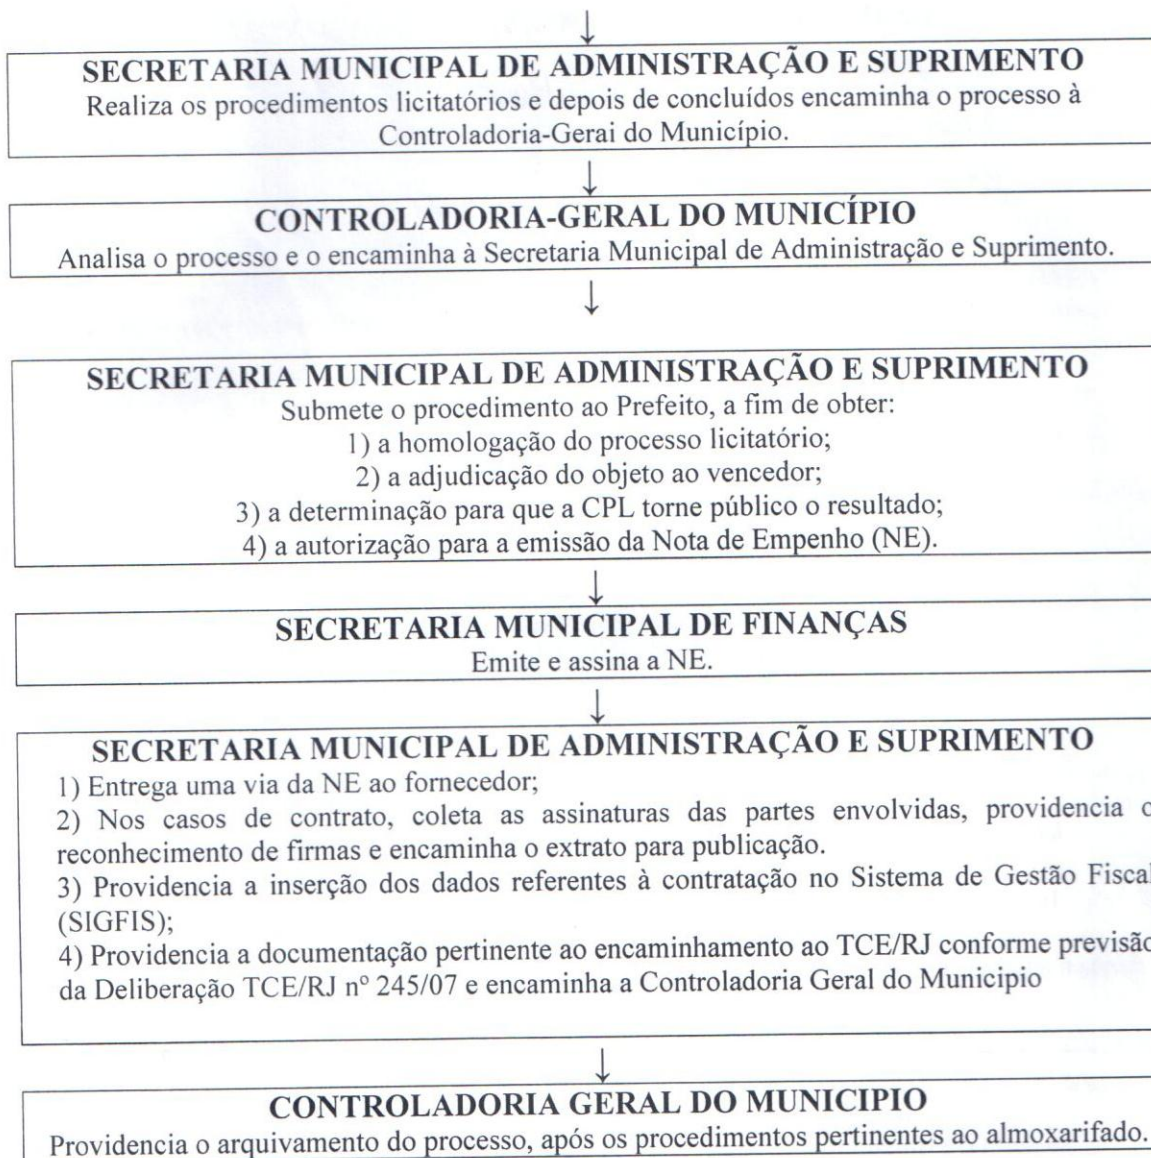 SECRETARIA MUNICIPAL DE ADMINISTRAÇÃO E SUPRIMENTO
Realiza os procedimentos licitatórios e depois de concluídos encaminha o processo à
Controladoria-Gerai do Município.
CONTROLADORIA-GERAL DO MUNICÍPIO
Analisa o processo e o encaminha à Secretaria Municipal de Administração e Suprimento.
SECRETARIA MUNICIPAL DE ADMINISTRAÇÃO E SUPRIMENTO
Submete o procedimento ao Prefeito, a fim de obter:
1) a homologação do processo licitatório;
2) a adjudicação do objeto ao vencedor;
3) a determinação para que a CPL torne público o resultado;
4) a autorização para a emissão da Nota de Empenho (NE).
SECRETARIA MUNICIPAL DE FINANÇAS
Emite e assina a NE.
SECRETARIA MUNICIPAL DE ADMINISTRAÇÃO E SUPRIMENTO
1) Entrega uma via da NE ao fornecedor;
2) Nos casos de contrato, coleta as assinaturas das partes envolvidas, providencia o
reconhecimento de firmas e encaminha o extrato para publicação.
3) Providencia a inserção dos dados referentes à contratação no Sistema de Gestão Fiscal
(SIGFIS);
4) Providencia a documentação pertinente ao encaminhamento ao TCE/RJ conforme previsão
da Deliberação TCE/RJ nº 245/07 e encaminha a Controladoria Geral do Municipio
CONTROLADORIA GERAL DO MUNICIPIO
Providencia o arquivamento do processo, após os procedimentos pertinentes ao almoxarifado.